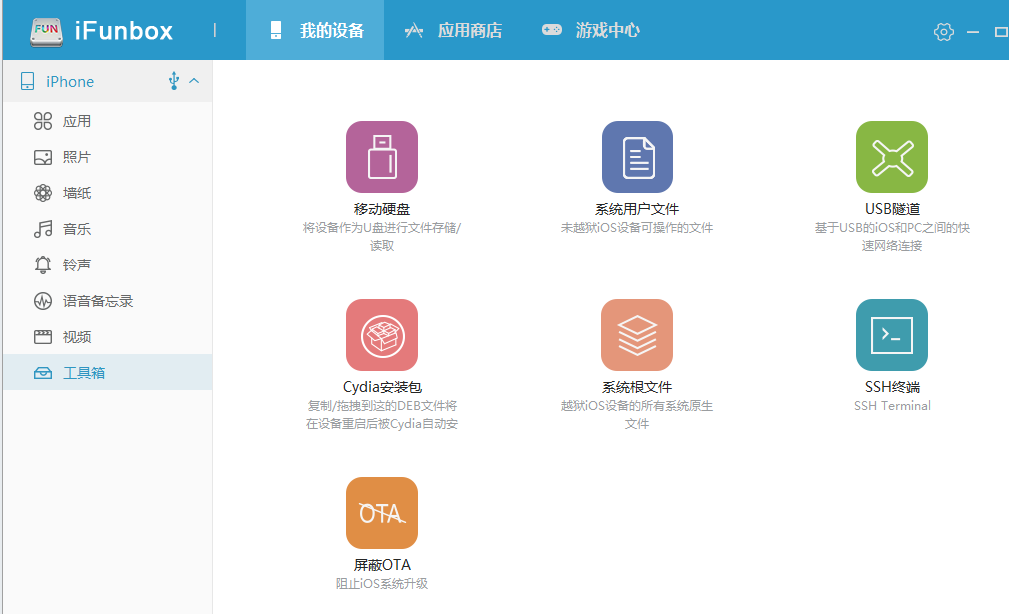 FUN iFunbox 我的设备 应用商店 游戏中心
iPhone
应用
照片
墙纸
音乐
铃声
语音备忘录
视频
工具箱
移动硬盘
将设备作为U盘进行文件存储/
读取
系统用户文件
未越狱iOS设备可操作的文件
USB隧道
基于USB的iOS和PC之间的快
速网络连接
Cydia安装包
复制/拖拽到这的DEB文件将
在设备重启后被Cydia自动安
系统根文件
越狱iOS设备的所有系统原生
文件
SSH终端
SSH Terminal
OTA
屏蔽OTA
阻止iOS系统升级